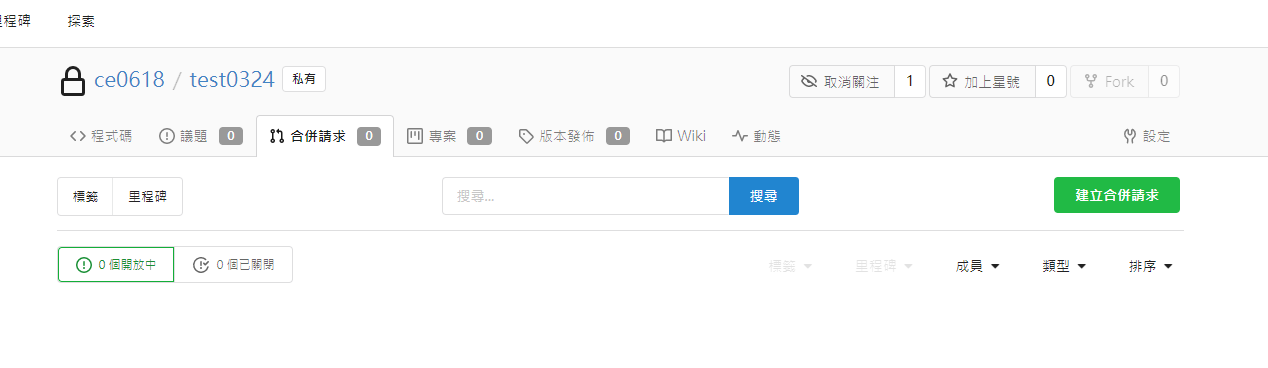 程碑 探索
ce0618 / test0324 私有 取消關注 1 加上星號 0 Fork 0
程式碼 議題 0 合併請求 0 專案 0 版本發佈 0 Wiki 動態 設定
標籤 里程碑 搜尋... 搜尋 建立合併請求
0 個開放中 0 個已關閉 標籤 里程碑 成員 類型 排序